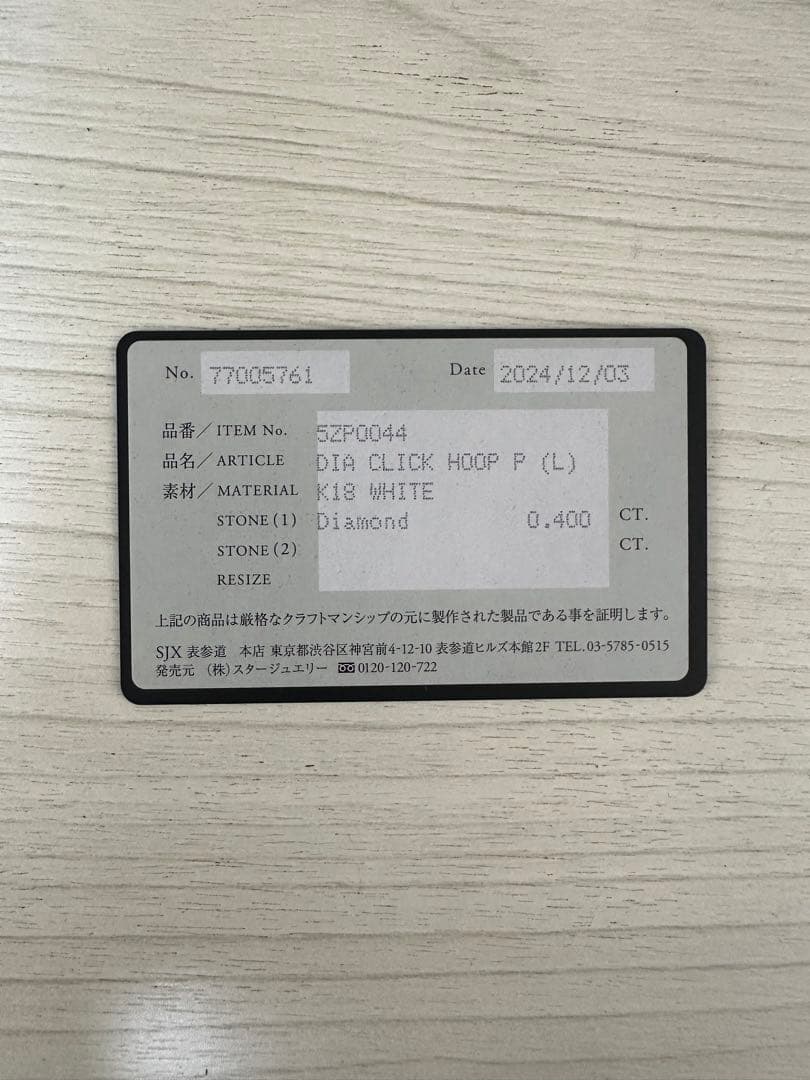 No. 77005761 Date 2024/12/03
品番／ITEM No. 5ZP0044
品名／ARTICLE DIA CLICK HOOP P (L)
素材／MATERIAL K18 WHITE
STONE (1) Diamond 0.400 CT.
STONE (2) CT.
RESIZE
上記の商品は厳格なクラフトマンシップの元に製作された製品である事を証明します。
SJX 表参道 本店 東京都渋谷区神宮前4-12-10 表参道ヒルズ本館2F TEL.03-5785-0515
発売元 （株）スタージュエリー 0120-120-722